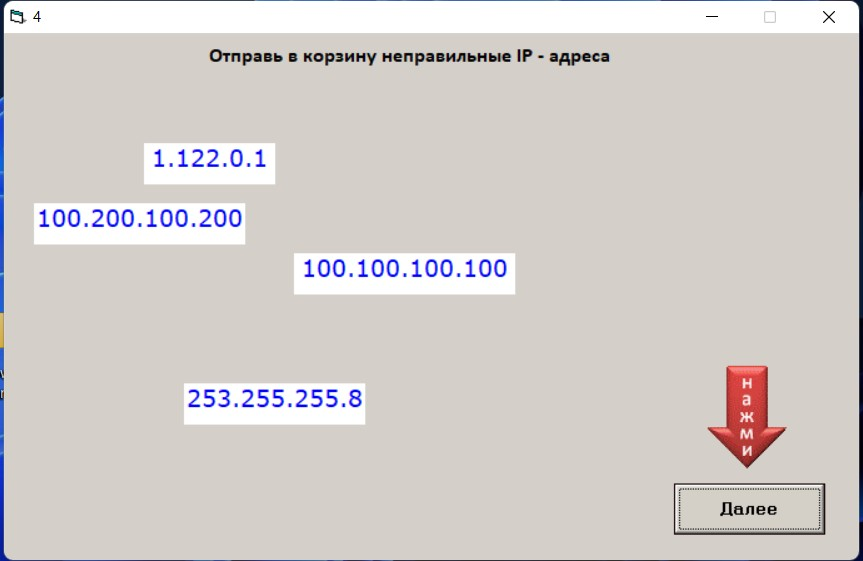 4
Отправь в корзину неправильные IP - адреса
1.122.0.1
100.200.100.200
100.100.100.100
253.255.255.8
нажми
Далее